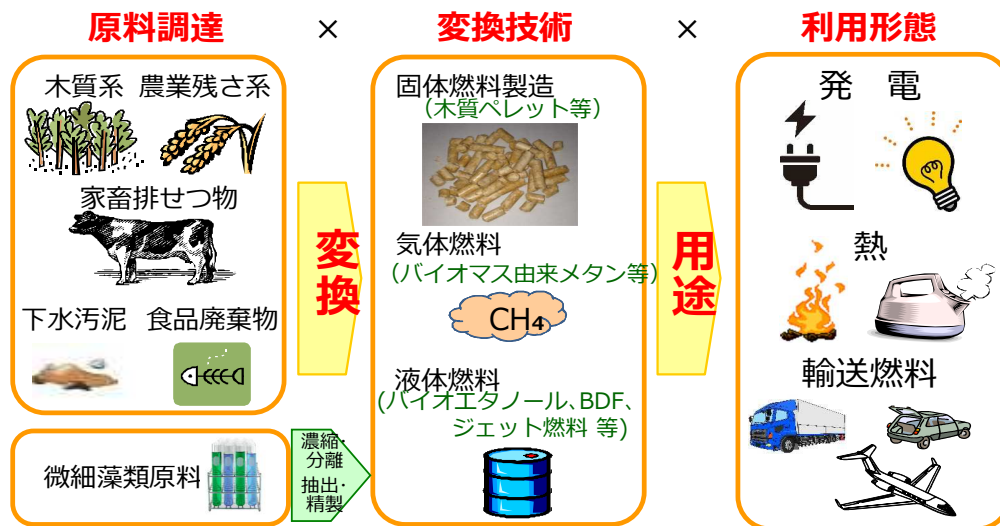 原料調達 × 変換技術 × 利用形態
木質系 農業残さ系
家畜排せつ物
下水汚泥 食品廃棄物
微細藻類原料
変換
濃縮・
分離
抽出・
精製
固体燃料製造
(木質ペレット等)
気体燃料
(バイオマス由来メタン等)
CH4
液体燃料
(バイオエタノール、BDF、
ジェット燃料 等)
用途
発 電
熱
輸送燃料